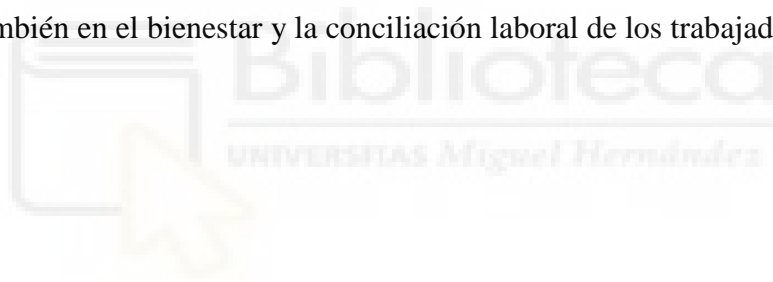 mbién en el bienestar y la conciliación laboral de los trabajad
Biblioteca
UNIVERSITAS Miguel Hernández